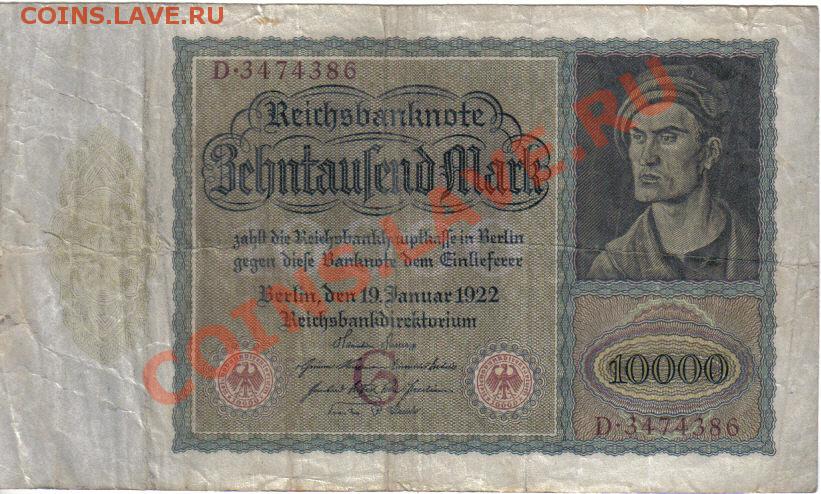 COINS.LAVE.RU
D·3474386
Reichsbanknote
Zehntausend Mark
zahlt die Reichsbankhauptkasse in Berlin
gegen diese Banknote dem Einlieferer
Berlin, den 19. Januar 1922
Reichsbankdirektorium
G
10000
D·3474386
COINS.LAVE.RU